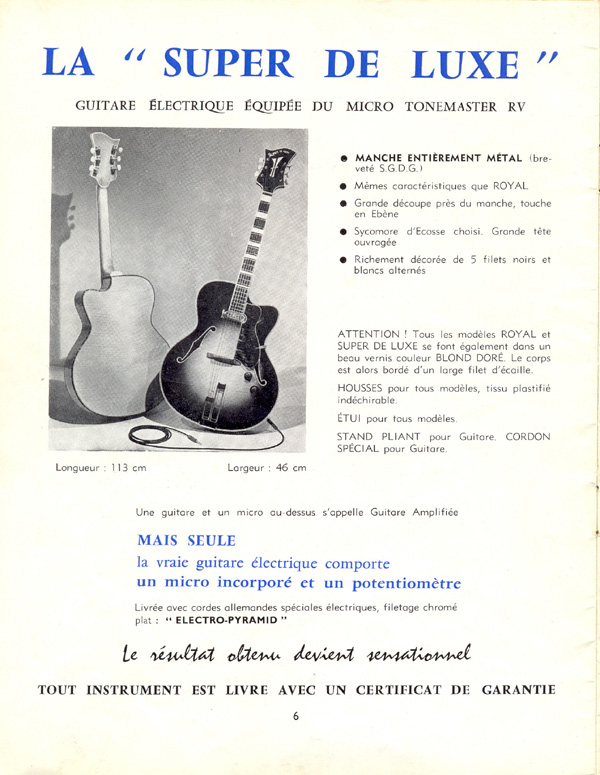 LA “ SUPER DE LUXE ”
GUITARE ÉLECTRIQUE ÉQUIPÉE DU MICRO TONEMASTER RV
● MANCHE ENTIÈREMENT MÉTAL (bre-
veté S.G.D.G.)
● Mêmes caractéristiques que ROYAL
● Grande découpe près du manche, touche
en Ebène
● Sycomore d'Ecosse choisi. Grande tête
ouvragée
● Richement décorée de 5 filets noirs et
blancs alternés
ATTENTION ! Tous les modèles ROYAL et
SUPER DE LUXE se font également dans un
beau vernis couleur BLOND DORÉ. Le corps
est alors bordé d'un large filet d'écaille.
HOUSSES pour tous modèles, tissu plastifié
indéchirable.
ÉTUI pour tous modèles.
STAND PLIANT pour Guitare. CORDON
SPÉCIAL pour Guitare.
Longueur : 113 cm Largeur : 46 cm
Une guitare et un micro au-dessus s'appelle Guitare Amplifiée
MAIS SEULE
la vraie guitare électrique comporte
un micro incorporé et un potentiomètre
Livrée avec cordes allemandes spéciales électriques, filetage chromé
plat : “ ELECTRO-PYRAMID ”
Le résultat obtenu devient sensationnel
TOUT INSTRUMENT EST LIVRE AVEC UN CERTIFICAT DE GARANTIE
6